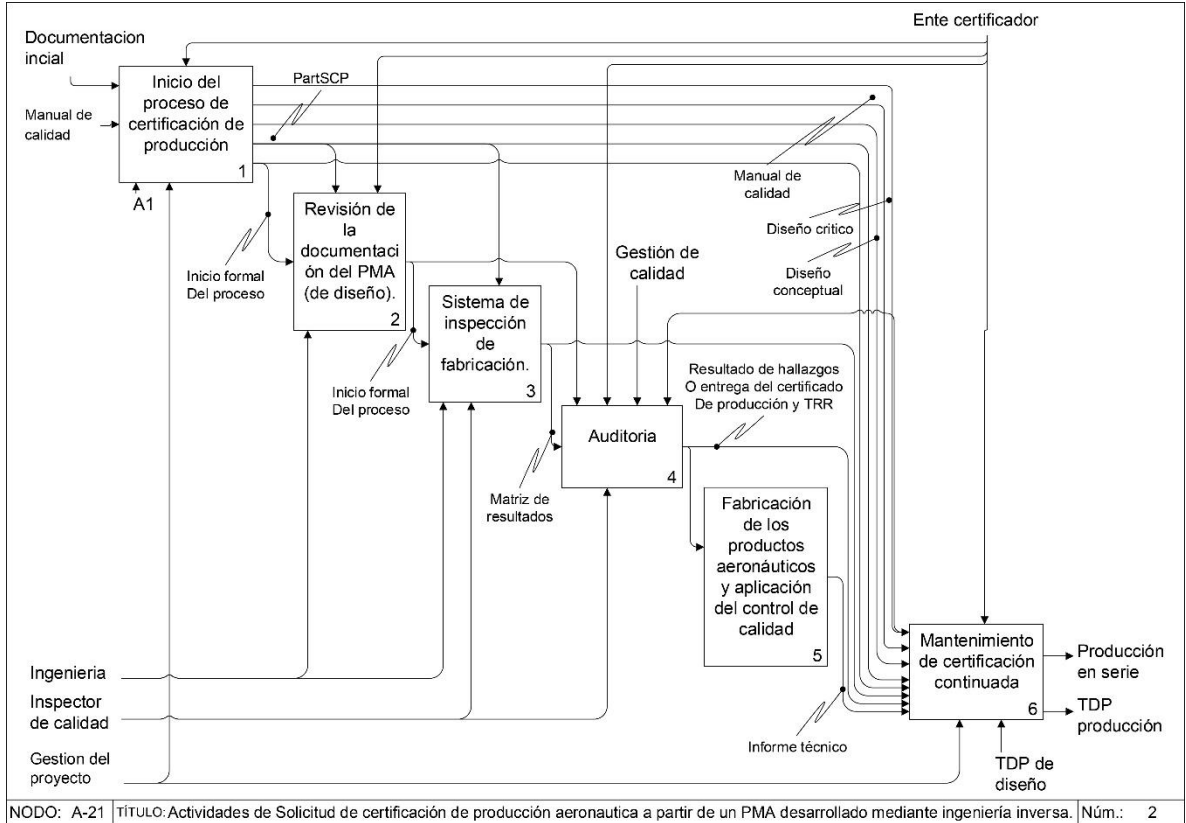 Ente certificador
Documentacion
incial
Inicio del
proceso de
certificación de
producción
1
PartSCP
Manual de
calidad
A1
Manual de
calidad
Revisión de
la
documentaci
ón del PMA
(de diseño).
2
Diseño critico
Gestión de
calidad
Inicio formal
Del proceso
Diseño
conceptual
Sistema de
inspección
de
fabricación.
3
Inicio formal
Del proceso
Resultado de hallazgos
O entrega del certificado
De producción y TRR
Auditoria
4
Matriz de
resultados
Fabricación
de los
productos
aeronáuticos
y aplicación
del control de
calidad
5
Mantenimiento
de certificación
continuada
6
Producción
en serie
TDP
producción
Ingenieria
Inspector
de calidad
Gestion del
proyecto
Informe técnico
TDP de
diseño
NODO: A-21 TÍTULO: Actividades de Solicitud de certificación de producción aeronautica a partir de un PMA desarrollado mediante ingeniería inversa. Núm.: 2